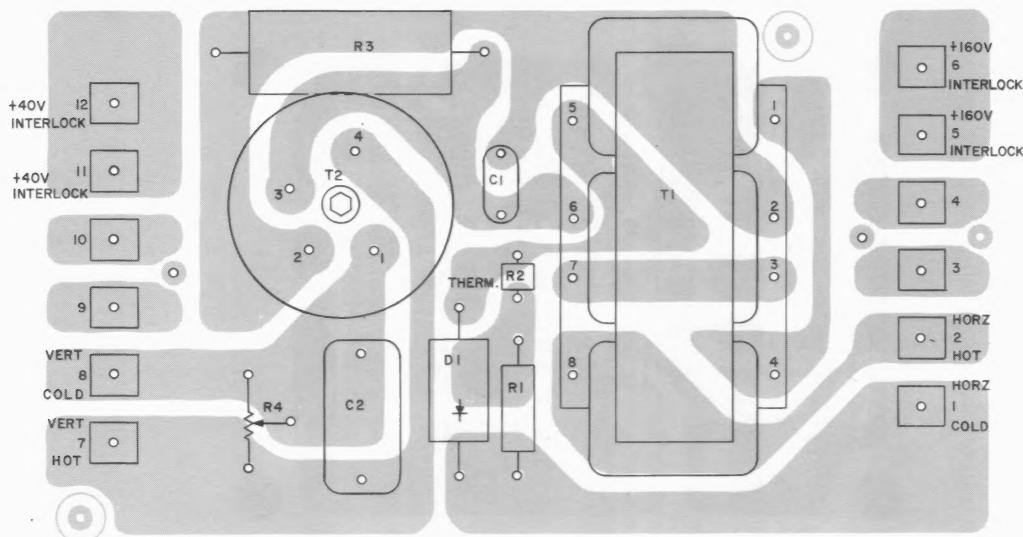 R3
+40V
12
INTERLOCK
+40V
11
INTERLOCK
10
9
VERT
8
COLD
VERT
7
HOT
4
T2
3
2
1
R4
C2
C1
THERM.
R2
D1
R1
5
6
7
8
T1
1
2
3
4
+160V
6
INTERLOCK
+160V
5
INTERLOCK
4
3
HORZ
2
HOT
HORZ
1
COLD